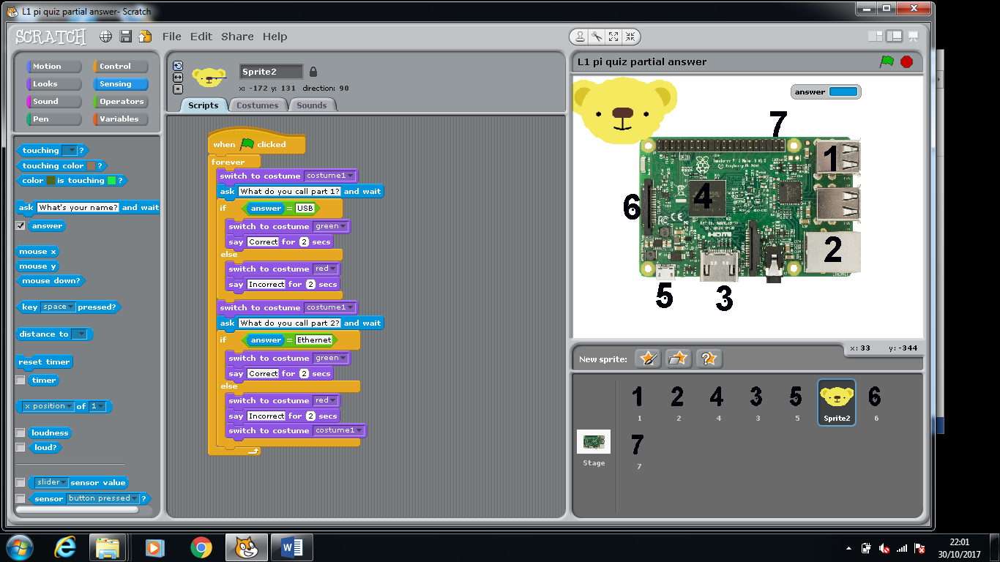 L1 pi quiz partial answer- Scratch
SCRATCH File Edit Share Help
Motion Control
Looks Sensing
Sound Operators
Pen Variables
touching ?
touching color ?
color is touching ?
ask What's your name? and wait
answer
mouse x
mouse y
mouse down?
key space pressed?
distance to
reset timer
timer
x position of 1
loudness
loud?
slider sensor value
sensor button pressed ?
Sprite2
x: -172 y: 131 direction: 90
Scripts Costumes Sounds
when clicked
forever
switch to costume costume1
ask What do you call part 1? and wait
if answer = USB
switch to costume green
say Correct for 2 secs
else
switch to costume red
say Incorrect for 2 secs
switch to costume costume1
ask What do you call part 2? and wait
if answer = Ethernet
switch to costume green
say Correct for 2 secs
else
switch to costume red
say Incorrect for 2 secs
switch to costume costume1
L1 pi quiz partial answer
answer
7
1
4
6
HDMI
2
5
3
x: 33 y: -344
New sprite:
1 2 4 3 5 6
1 2 4 3 5 Sprite2 6
Stage
7
7
22:01
30/10/2017